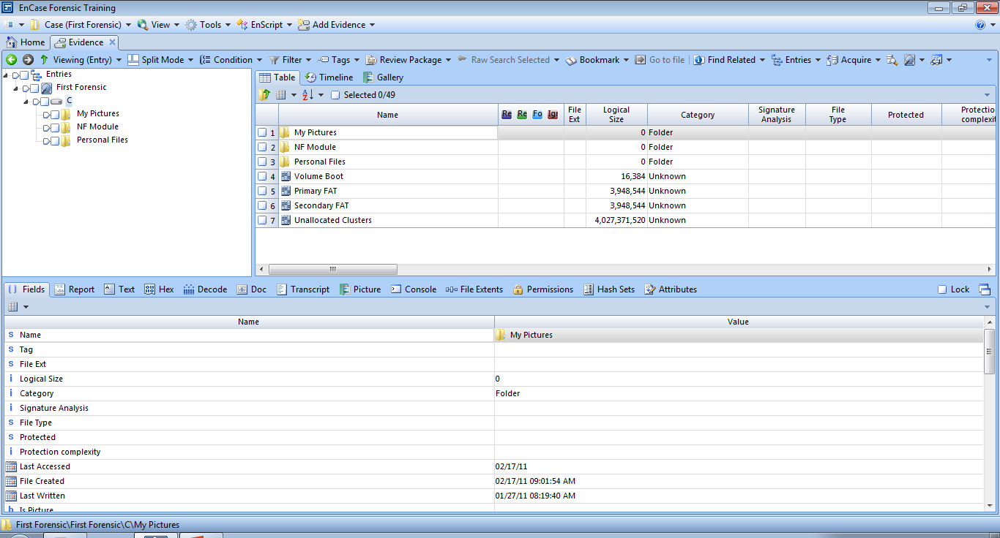 EnCase Forensic Training
Case (First Forensic) View Tools EnScript Add Evidence
Home Evidence
Viewing (Entry) Split Mode Condition Filter Tags Review Package Raw Search Selected Bookmark Go to file Find Related Entries Acquire
Entries
First Forensic
C
My Pictures
NF Module
Personal Files
Table Timeline Gallery
Selected 0/49
Name Re Re Fo Igr File Ext Logical Size Category Signature Analysis File Type Protected Protectio complexit
1 My Pictures 0 Folder
2 NF Module 0 Folder
3 Personal Files 0 Folder
4 Volume Boot 16,384 Unknown
5 Primary FAT 3,948,544 Unknown
6 Secondary FAT 3,948,544 Unknown
7 Unallocated Clusters 4,027,371,520 Unknown
Fields Report Text Hex Decode Doc Transcript Picture Console File Extents Permissions Hash Sets Attributes Lock
Name Value
S Name My Pictures
S Tag
S File Ext
i Logical Size 0
i Category Folder
i Signature Analysis
S File Type
S Protected
i Protection complexity
Last Accessed 02/17/11
File Created 02/17/11 09:01:54 AM
Last Written 01/27/11 08:19:40 AM
b Is Picture
First Forensic\First Forensic\C\My Pictures